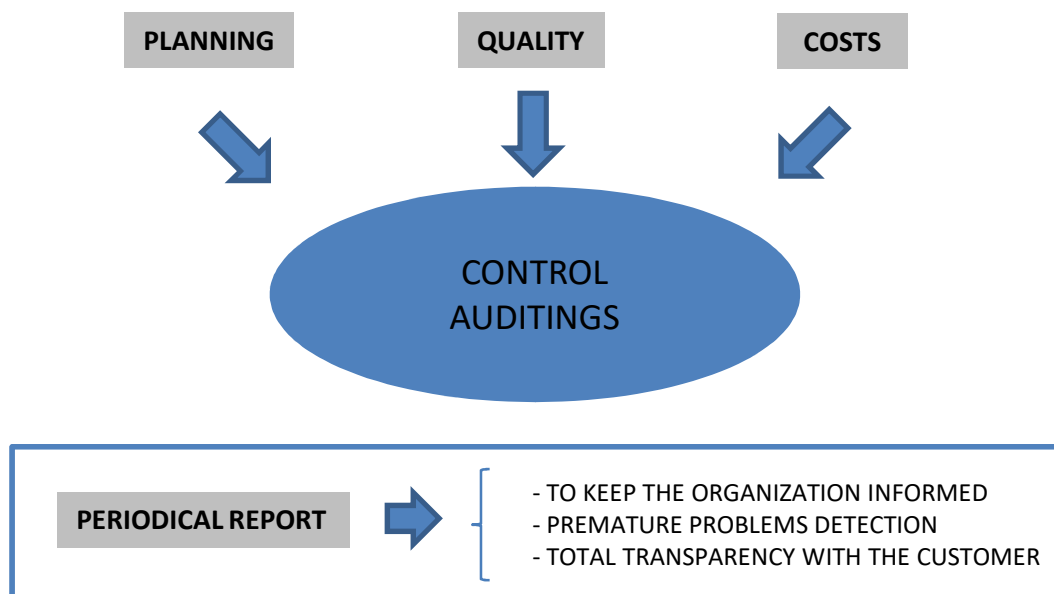 PLANNING
QUALITY
COSTS
CONTROL
AUDITINGS
PERIODICAL REPORT
- TO KEEP THE ORGANIZATION INFORMED
- PREMATURE PROBLEMS DETECTION
- TOTAL TRANSPARENCY WITH THE CUSTOMER